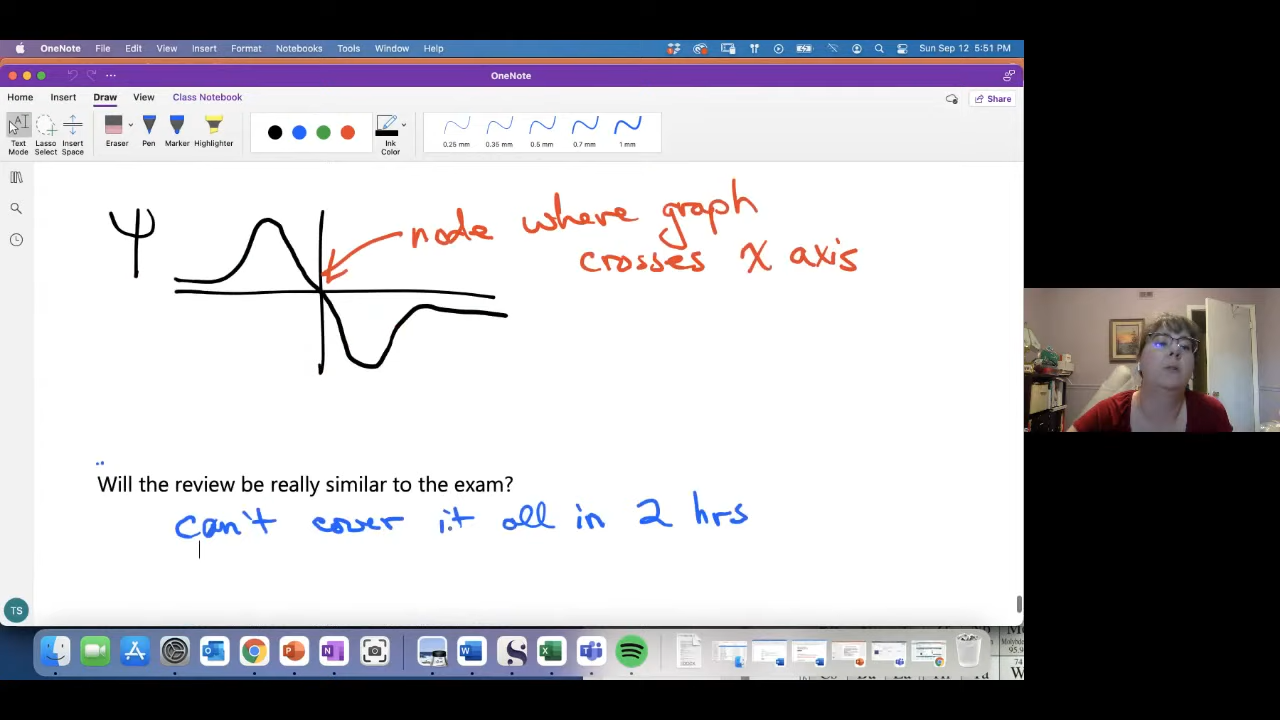 OneNote File Edit View Insert Format Notebooks Tools Window Help Sun Sep 12 5:51 PM
OneNote
Home Insert Draw View Class Notebook Share
Text Mode Lasso Select Insert Space Eraser Pen Marker Highlighter Ink Color 0.25 mm 0.35 mm 0.5 mm 0.7 mm 1 mm
ψ
node where graph
crosses x axis
Will the review be really similar to the exam?
can't cover it all in 2 hrs
TS